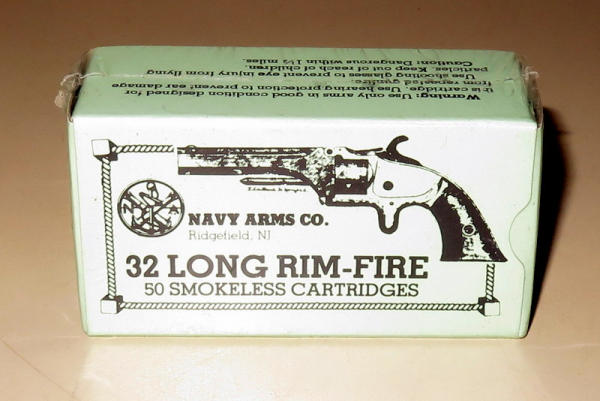 Warning: Use only arms in good condition designed for
this cartridge. Use hearing protection to prevent ear damage
from repeated gunfire.
Use shooting glasses to prevent eye injury from flying
particles. Keep out of reach of children.
Caution: Dangerous within 1½ miles.
NAVY ARMS CO.
Ridgefield, NJ
32 LONG RIM-FIRE
50 SMOKELESS CARTRIDGES